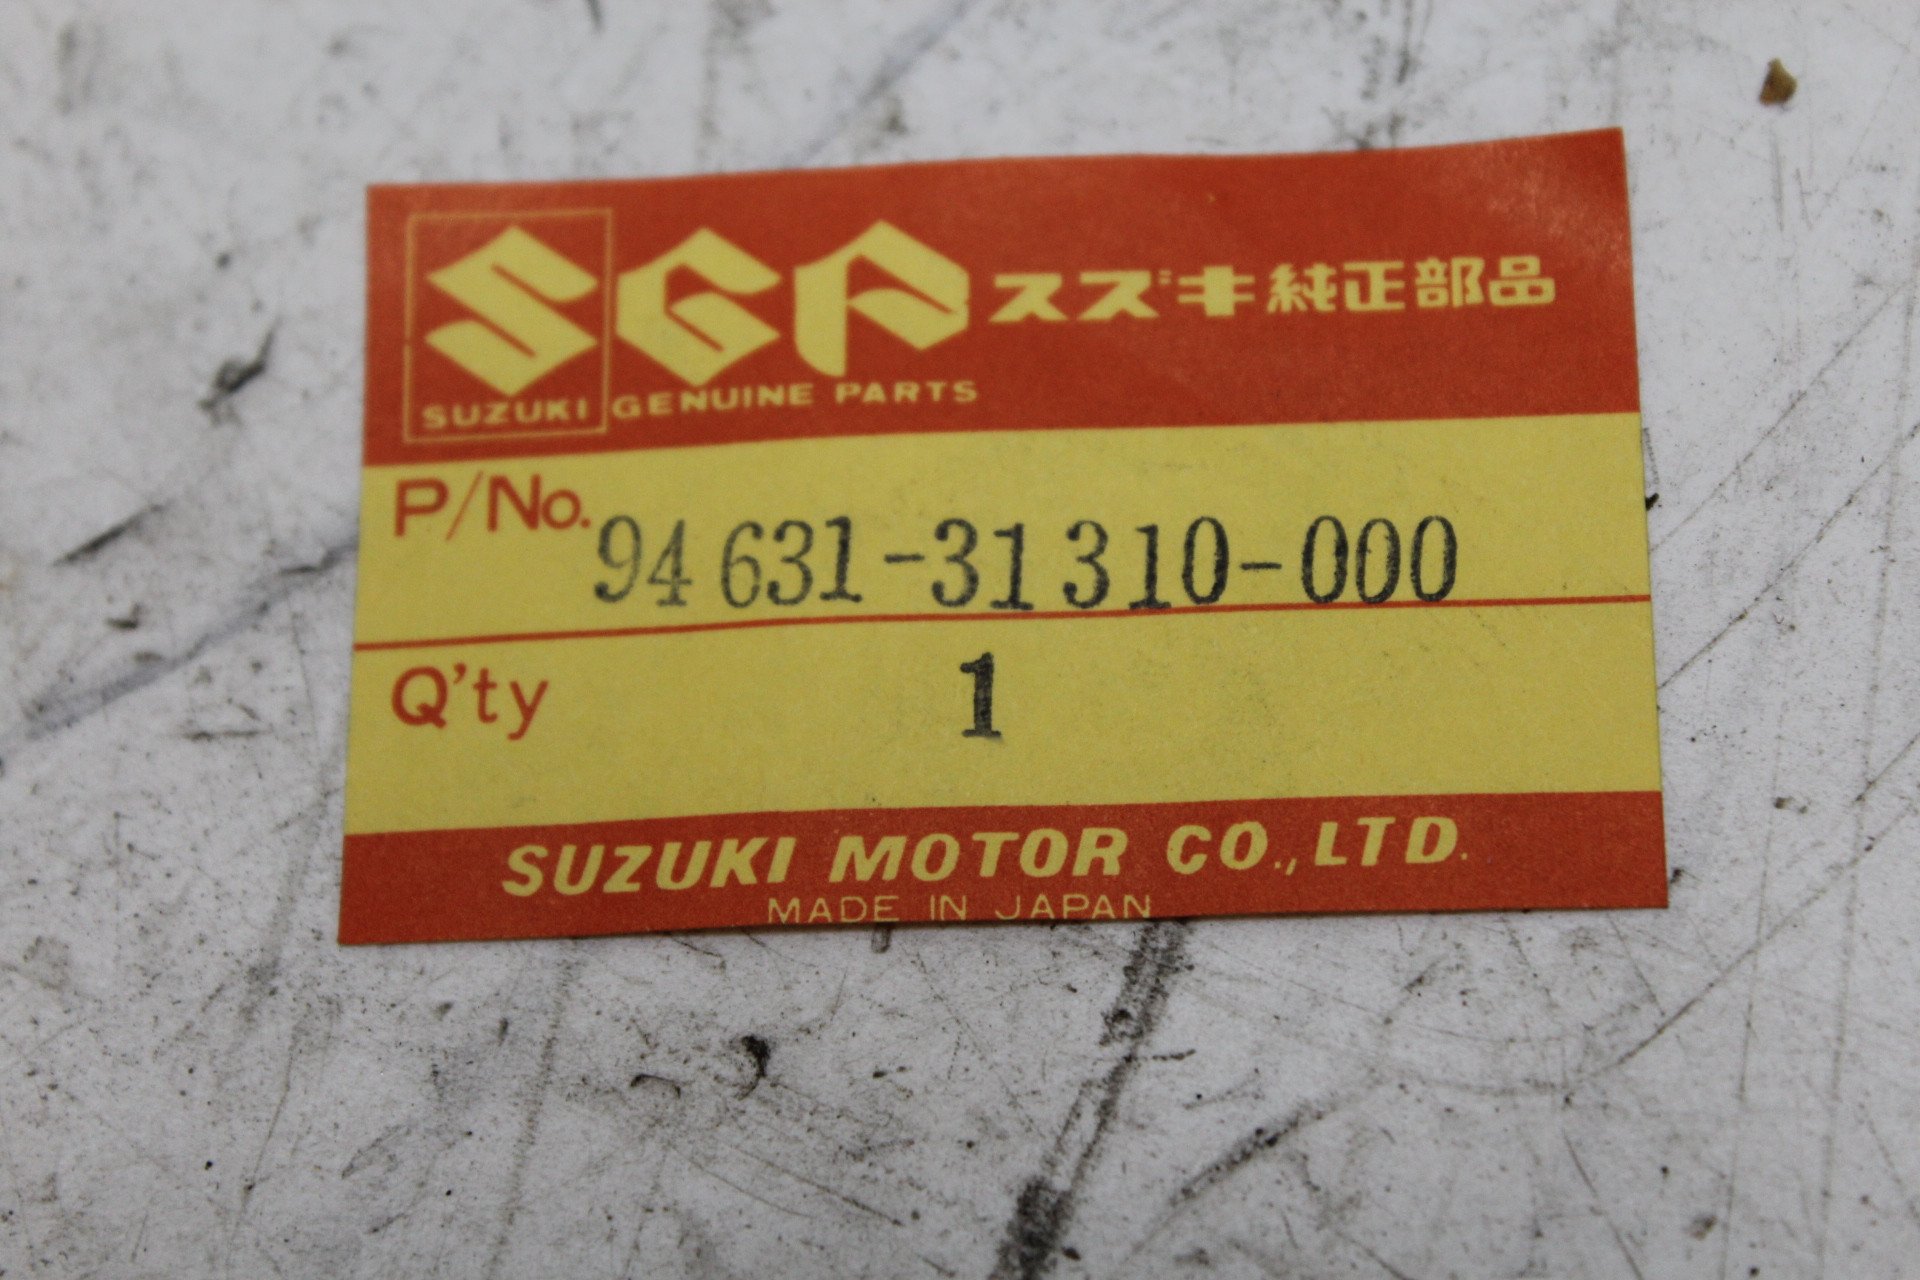 SGP スズキ純正部品
SUZUKI GENUINE PARTS
P/No. 94631-31310-000
Q'ty 1
SUZUKI MOTOR CO., LTD.
MADE IN JAPAN